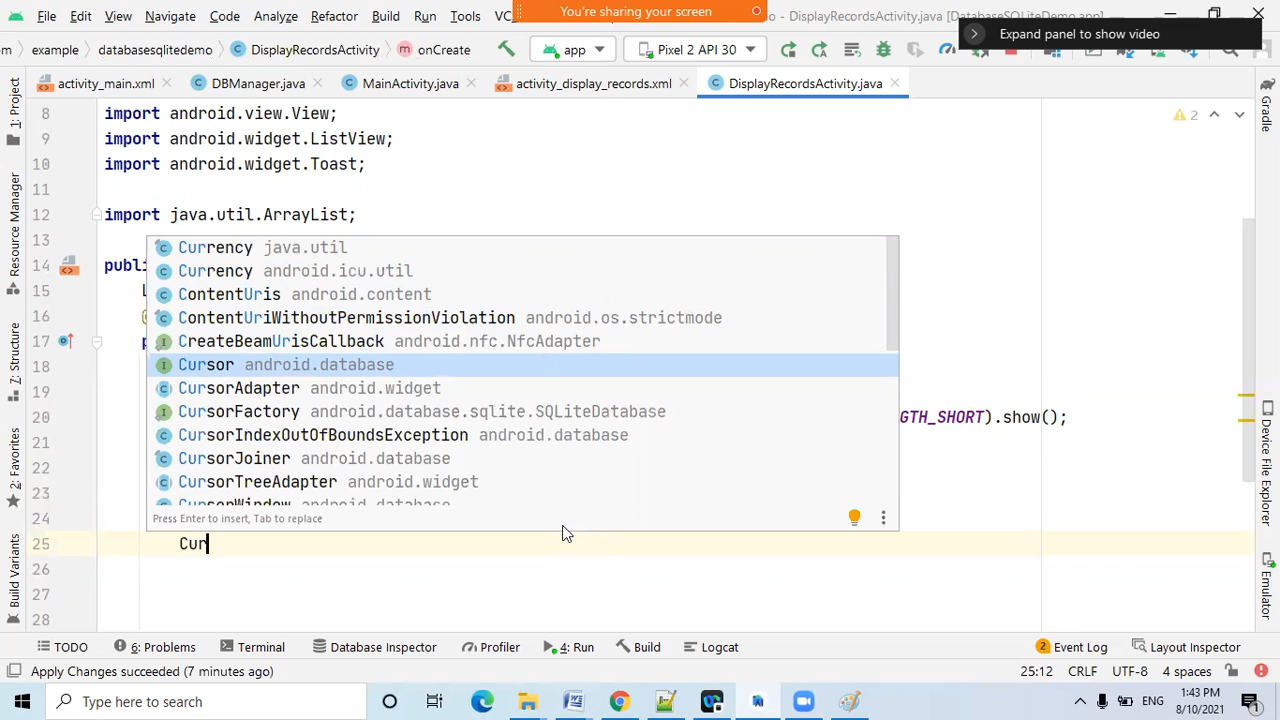 File Edit View Navigate Code Analyze Refactor Build Run Tools VC
You're sharing your screen
DisplayRecordsActivity.java [DatabaseSQLiteDemo.app]
Expand panel to show video
example databasesqlitedemo DisplayRecordsActivity onCreate app Pixel 2 API 30
activity_main.xml DBManager.java MainActivity.java activity_display_records.xml DisplayRecordsActivity.java
8 import android.view.View;
2
9 import android.widget.ListView;
10 import android.widget.Toast;
11
12 import java.util.ArrayList;
13
Currency java.util
14 publi
Currency android.icu.util
15
ContentUris android.content
16
ContentUriWithoutPermissionViolation android.os.strictmode
17
CreateBeamUrisCallback android.nfc.NfcAdapter
18
Cursor android.database
CursorAdapter android.widget
20 GTH_SHORT).show();
CursorFactory android.database.sqlite.SQLiteDatabase
21
CursorIndexOutOfBoundsException android.database
22
CursorJoiner android.database
23
CursorTreeAdapter android.widget
CursorWindow android.database
24
Press Enter to insert, Tab to replace
25 Cur
26
27
28
1: Project
Resource Manager
7: Structure
2: Favorites
Build Variants
Gradle
Device File Explorer
Emulator
TODO 6: Problems Terminal Database Inspector Profiler 4: Run Build Logcat 2 Event Log Layout Inspector
Apply Changes succeeded (7 minutes ago) 25:12 CRLF UTF-8 4 spaces
Type here to search
ENG
1:43 PM
8/10/2021
1